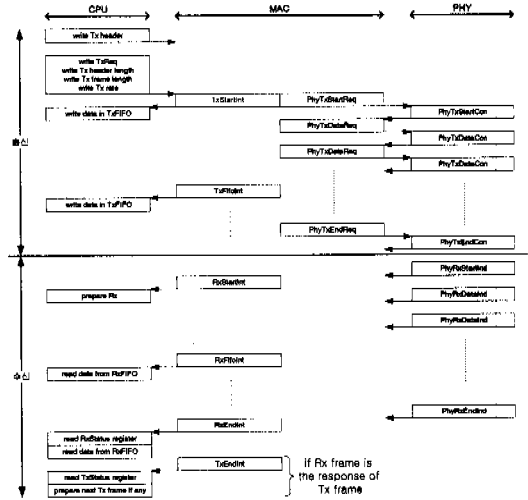 CPU MAC PHY
write Tx header
write TxReq
write Tx header length
write Tx frame length
write Tx rate
TxStartInt PhyTxStartReq
write data in TxFIFO PhyTxStartCon
PhyTxDataReq PhyTxDataCon
PhyTxDataReq PhyTxDataCon
TxFifoInt
write data in TxFIFO
PhyTxEndReq
PhyTxEndCon
PhyRxStartInd
RxStartInt
prepare Rx PhyRxDataInd
PhyRxDataInd
RxFifoInt
read data from RxFIFO
PhyRxEndInd
RxEndInt
read RxStatus register
read data from RxFIFO
TxEndInt
read TxStatus register
prepare next Tx frame if any
if Rx frame is
the response of
Tx frame